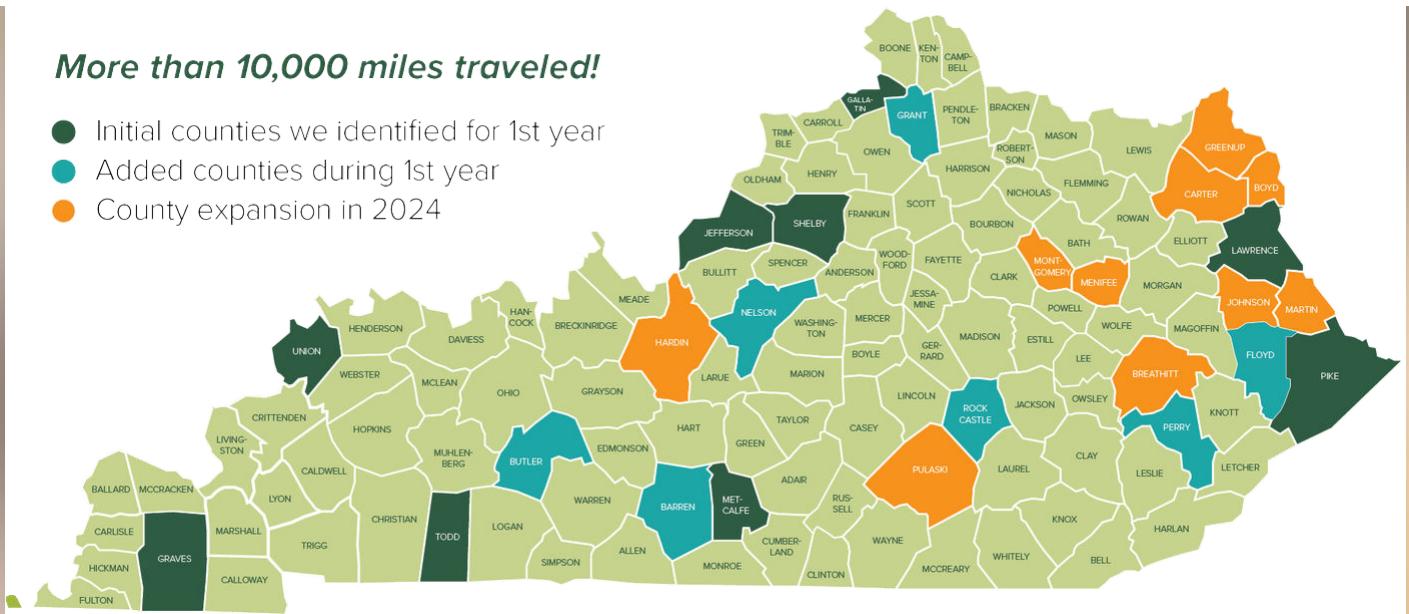 More than 10,000 miles traveled!
Initial counties we identified for 1st year
Added counties during 1st year
County expansion in 2024
BOONE
KEN-
TON
CAMP-
BELL
GALLA-
TIN
GRANT
PENDLE-
TON
BRACKEN
CARROLL
TRIM-
BLE
OWEN
ROBERT-
SON
MASON
LEWIS
GREENUP
CARTER
BOYD
OLDHAM
HENRY
HARRISON
NICHOLAS
FLEMMING
ROWAN
ELLIOTT
LAWRENCE
JEFFERSON
SHELBY
FRANKLIN
SCOTT
BOURBON
BATH
MONT-
GOMERY
MENIFEE
MORGAN
BULLITT
SPENCER
ANDERSON
WOOD-
FORD
FAYETTE
CLARK
JOHNSON
MARTIN
MEADE
NELSON
WASHING-
TON
MERCER
JESSA-
MINE
MADISON
POWELL
ESTILL
WOLFE
MAGOFFIN
HAN-
COCK
BRECKINRIDGE
HARDIN
LARUE
MARION
BOYLE
GER-
RARD
LEE
FLOYD
PIKE
UNION
HENDERSON
DAVIESS
WEBSTER
MCLEAN
OHIO
GRAYSON
BREATHITT
CRITTENDEN
HOPKINS
HART
TAYLOR
GREEN
CASEY
LINCOLN
ROCK
CASTLE
JACKSON
OWSLEY
PERRY
KNOTT
LIVING-
STON
CALDWELL
MUHLEN-
BERG
BUTLER
EDMONSON
ADAIR
PULASKI
LAUREL
CLAY
LESLIE
LETCHER
BALLARD
MCCRACKEN
LYON
WARREN
BARREN
MET-
CALFE
RUS-
SELL
CARLISLE
GRAVES
MARSHALL
TRIGG
CHRISTIAN
TODD
LOGAN
SIMPSON
ALLEN
MONROE
CUMBER-
LAND
CLINTON
WAYNE
MCCREARY
WHITELY
KNOX
BELL
HARLAN
HICKMAN
FULTON
CALLOWAY